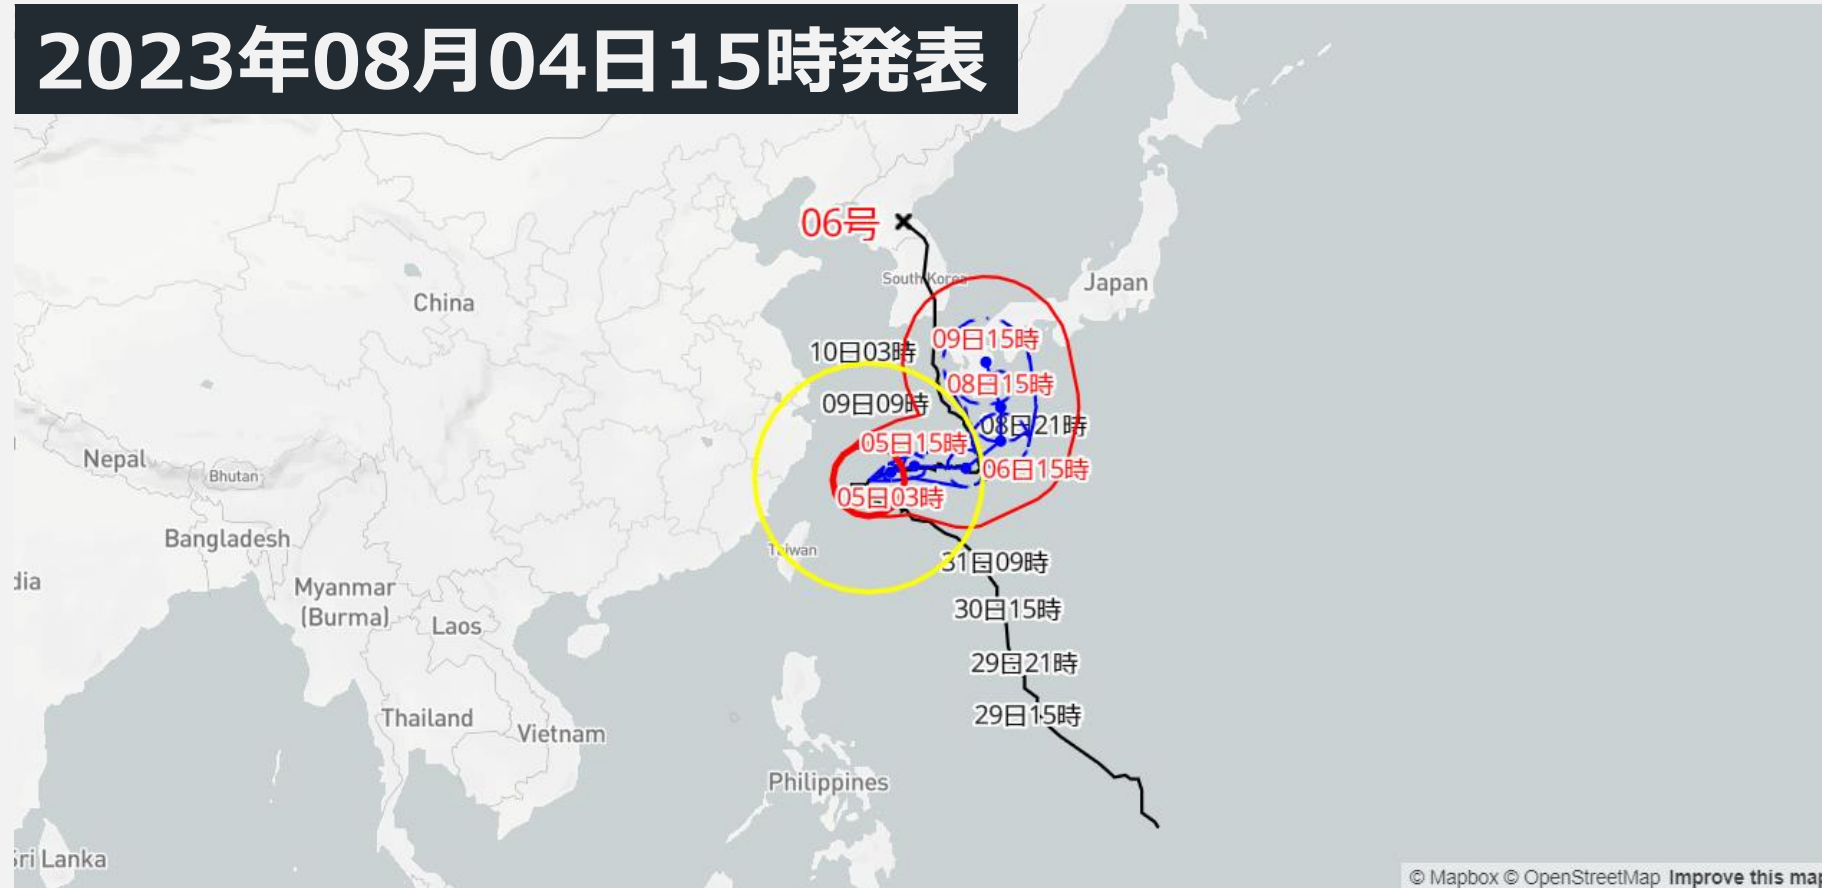 2023年08月04日15時発表
06号
South Korea
Japan
China
10日03時
09日15時
08日15時
09日09時
08日21時
05日15時
06日15時
05日03時
Nepal
Bhutan
Bangladesh
Taiwan
31日09時
dia
Myanmar
(Burma)
30日15時
Laos
29日21時
Thailand
29日15時
Vietnam
Philippines
Sri Lanka
© Mapbox © OpenStreetMap Improve this map